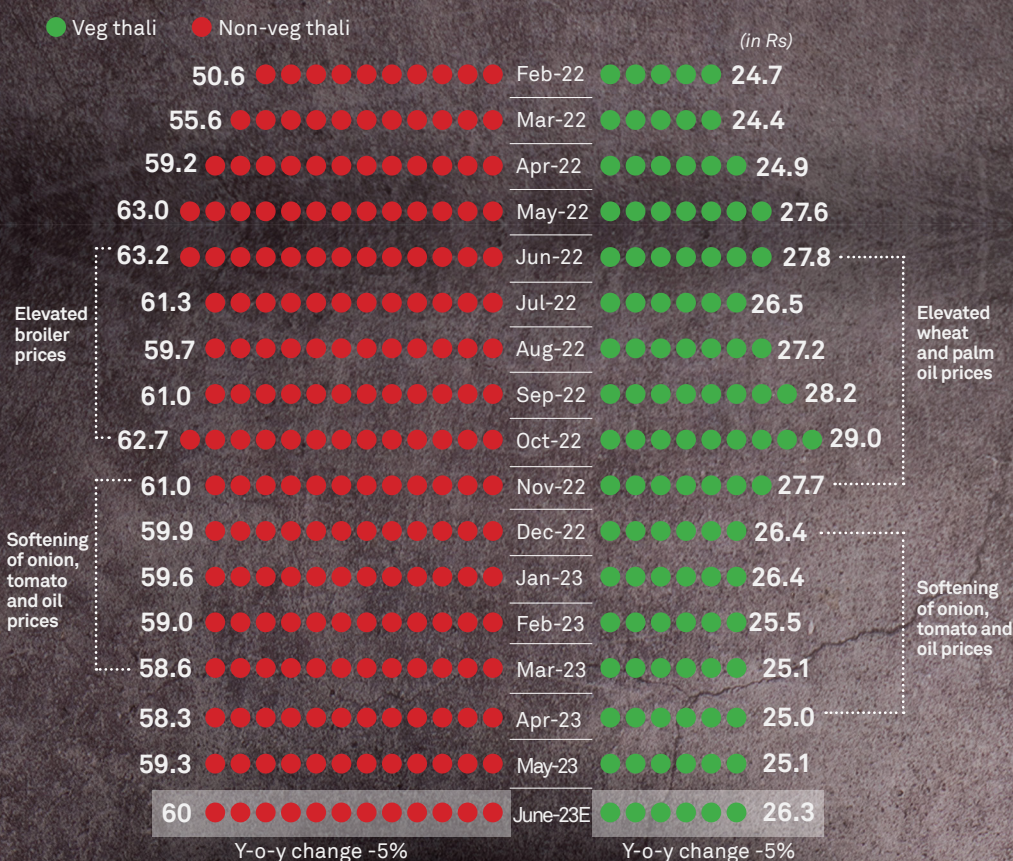 Veg thali Non-veg thali
(in Rs)
50.6 Feb-22 24.7
55.6 Mar-22 24.4
59.2 Apr-22 24.9
63.0 May-22 27.6
63.2 Jun-22 27.8
61.3 Jul-22 26.5
59.7 Aug-22 27.2
61.0 Sep-22 28.2
62.7 Oct-22 29.0
61.0 Nov-22 27.7
59.9 Dec-22 26.4
59.6 Jan-23 26.4
59.0 Feb-23 25.5
58.6 Mar-23 25.1
58.3 Apr-23 25.0
59.3 May-23 25.1
60 June-23E 26.3
Y-o-y change -5% Y-o-y change -5%
Elevated
broiler
prices
Softening
of onion,
tomato
and oil
prices
Elevated
wheat
and palm
oil prices
Softening
of onion,
tomato and
oil prices